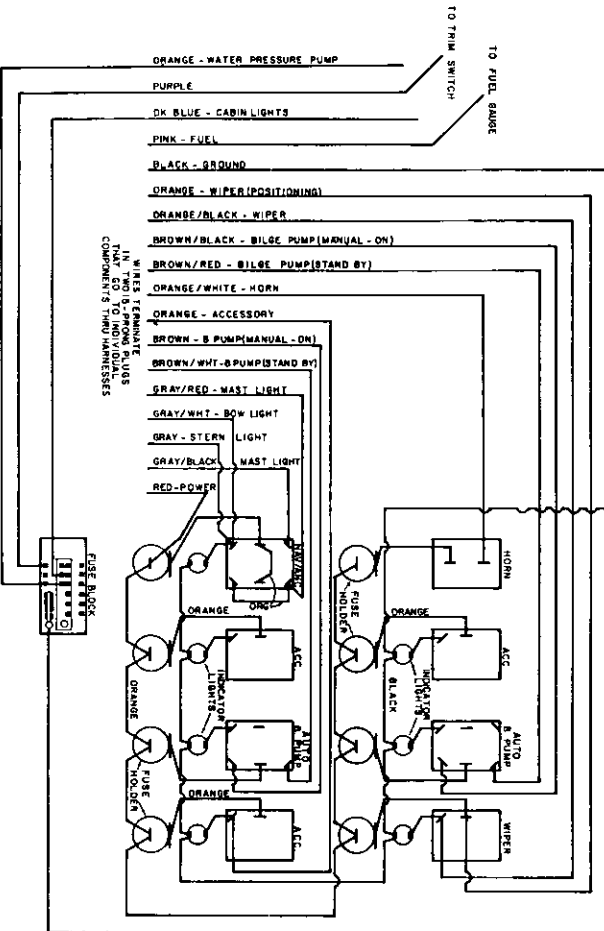 TO TRIM SWITCH
TO FUEL GAUGE
ORANGE - WATER PRESSURE PUMP
PURPLE
DK BLUE - CABIN LIGHTS
PINK - FUEL
BLACK - GROUND
ORANGE - WIPER (POSITIONING)
ORANGE/BLACK - WIPER
BROWN/BLACK - BILGE PUMP (MANUAL - ON)
BROWN/RED - BILGE PUMP (STAND BY)
ORANGE/WHITE - HORN
ORANGE - ACCESSORY
BROWN - B PUMP (MANUAL - ON)
BROWN/WHT - B PUMP (STAND BY)
GRAY/RED - MAST LIGHT
GRAY/WHT - BOW LIGHT
GRAY - STERN LIGHT
GRAY/BLACK - MAST LIGHT
RED - POWER
WIRES TERMINATE
IN TWO 15-PRONG PLUGS
THAT GO TO INDIVIDUAL
COMPONENTS THRU HARNESSES
FUSE BLOCK
NAV/ANC
ORG
HORN
FUSE HOLDER
ORANGE
ORANGE
ACC.
ACC
INDICATOR LIGHTS
INDICATOR LIGHTS
ORANGE
BLACK
AUTO
B PUMP
AUTO
B PUMP
FUSE HOLDER
ORANGE
ACC.
WIPER